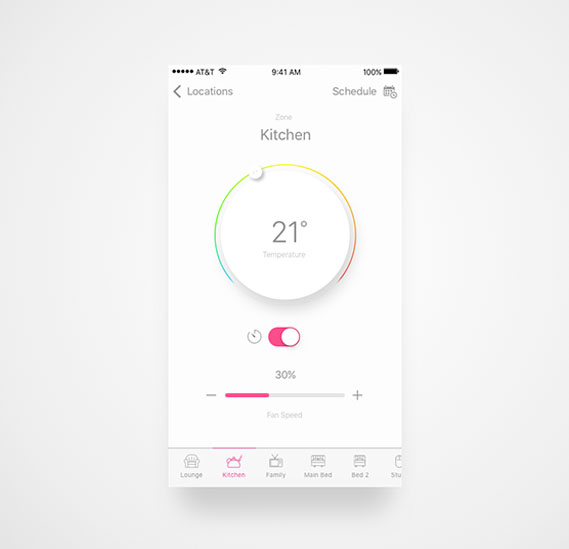 AT&T 9:41 AM 100%
Locations Schedule
Zone
Kitchen
21°
Temperature
30%
Fan Speed
Lounge Kitchen Family Main Bed Bed 2 Stu